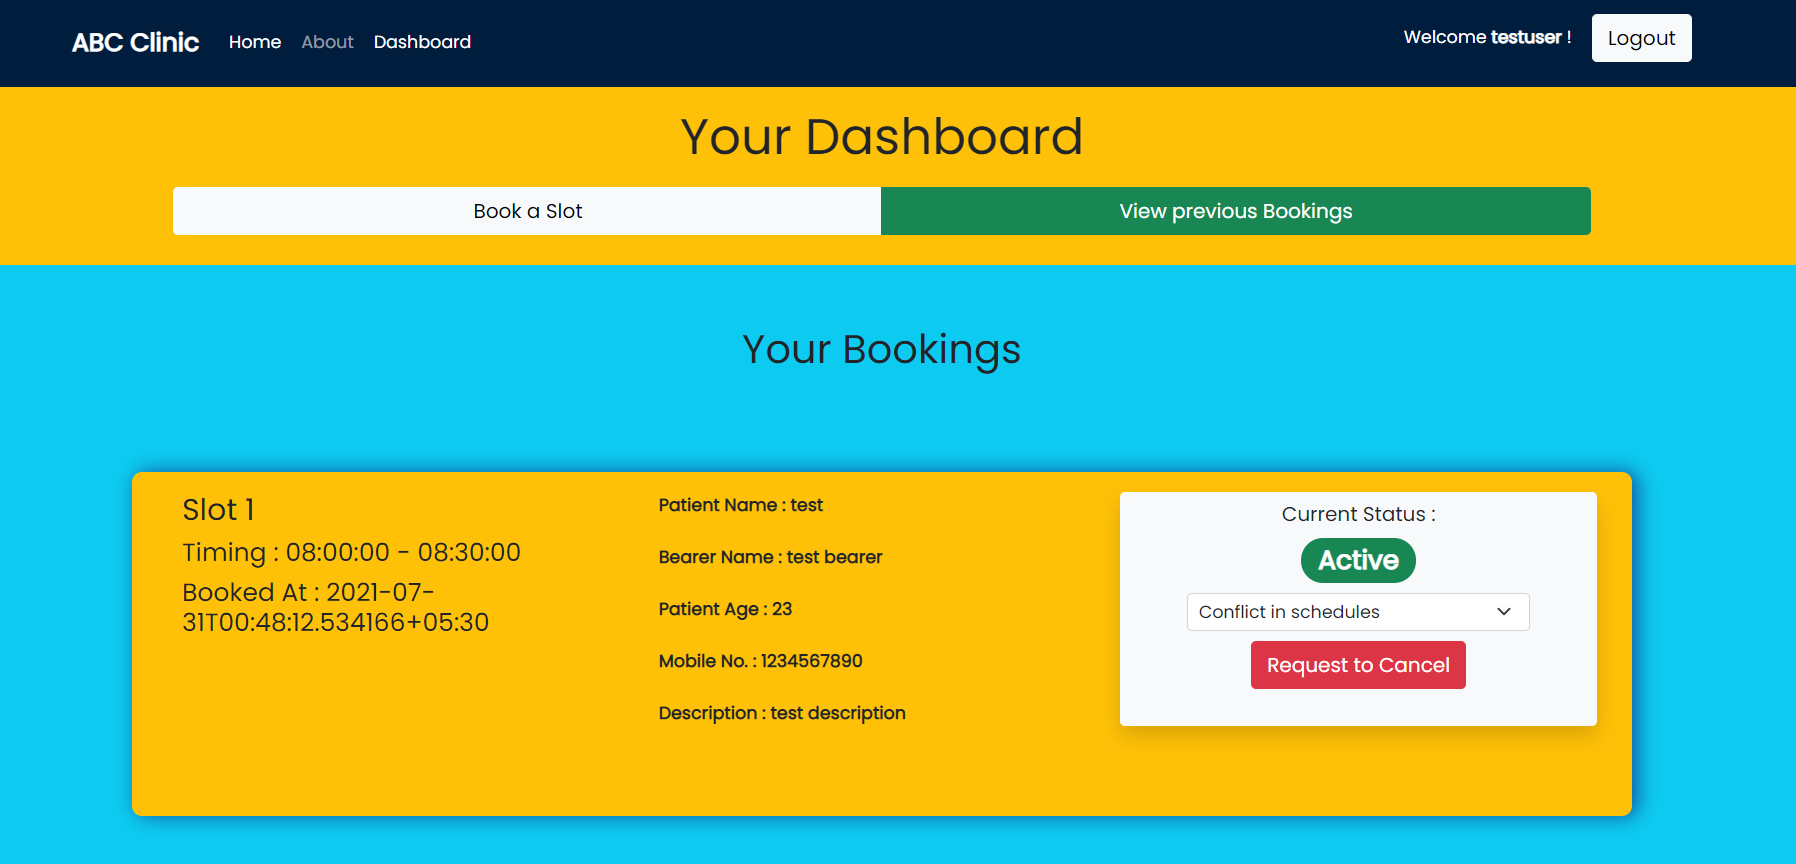 ABC Clinic Home About Dashboard Welcome testuser ! Logout
Your Dashboard
Book a Slot View previous Bookings
Your Bookings
Slot 1
Timing : 08:00:00 - 08:30:00
Booked At : 2021-07-
31T00:48:12.534166+05:30
Patient Name : test
Bearer Name : test bearer
Patient Age : 23
Mobile No. : 1234567890
Description : test description
Current Status :
Active
Conflict in schedules
Request to Cancel